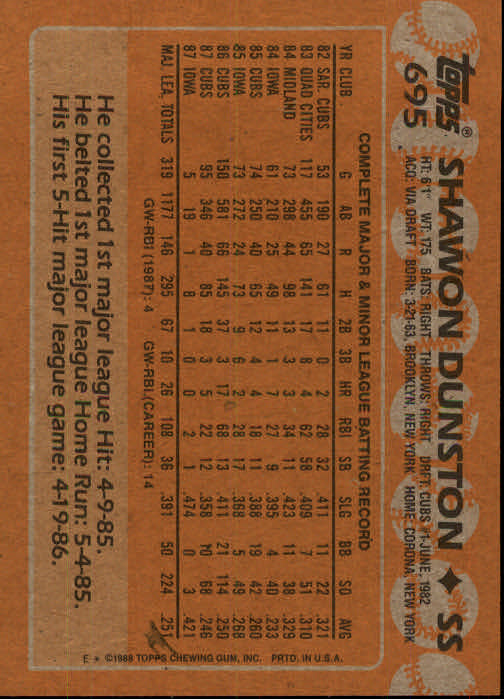 Topps®
695
SHAWON DUNSTON ♦ SS
HT: 6'1" WT: 175 BATS: RIGHT THROWS: RIGHT DRFT: CUBS #1-JUNE, 1982
ACQ: VIA DRAFT BORN: 3-21-63, BROOKLYN, NEW YORK HOME: CORONA, NEW YORK
COMPLETE MAJOR & MINOR LEAGUE BATTING RECORD
YR CLUB G AB R H 2B 3B HR RBI SB SLG BB SO AVG
82 SAR. CUBS 53 190 27 61 11 0 2 28 32 .411 11 22 .321
83 QUAD CITIES 117 455 65 141 17 8 4 62 58 .409 7 51 .310
84 MIDLAND 73 298 44 98 13 3 3 34 11 .423 11 38 .329
84 IOWA 61 210 25 49 11 1 7 27 9 .395 4 40 .233
85 CUBS 74 250 40 65 12 4 4 18 11 .388 19 42 .260
85 IOWA 73 272 24 73 9 6 2 28 17 .368 5 49 .268
86 CUBS 150 581 66 145 37 3 17 68 13 .411 21 114 .250
87 CUBS 95 346 40 85 18 3 5 22 12 .358 10 68 .246
87 IOWA 5 19 1 8 1 0 0 2 1 .474 0 3 .421
MAJ. LEA. TOTALS 319 1177 146 295 67 10 26 108 36 .391 50 224 .251
GW-RBI (1987): 4 GW-RBI (CAREER): 14
He collected 1st major league Hit: 4-9-85.
He belted 1st major league Home Run: 5-4-85.
His first 5-Hit major league game: 4-19-86.
E * ©1988 TOPPS CHEWING GUM, INC. PRTD. IN U.S.A.